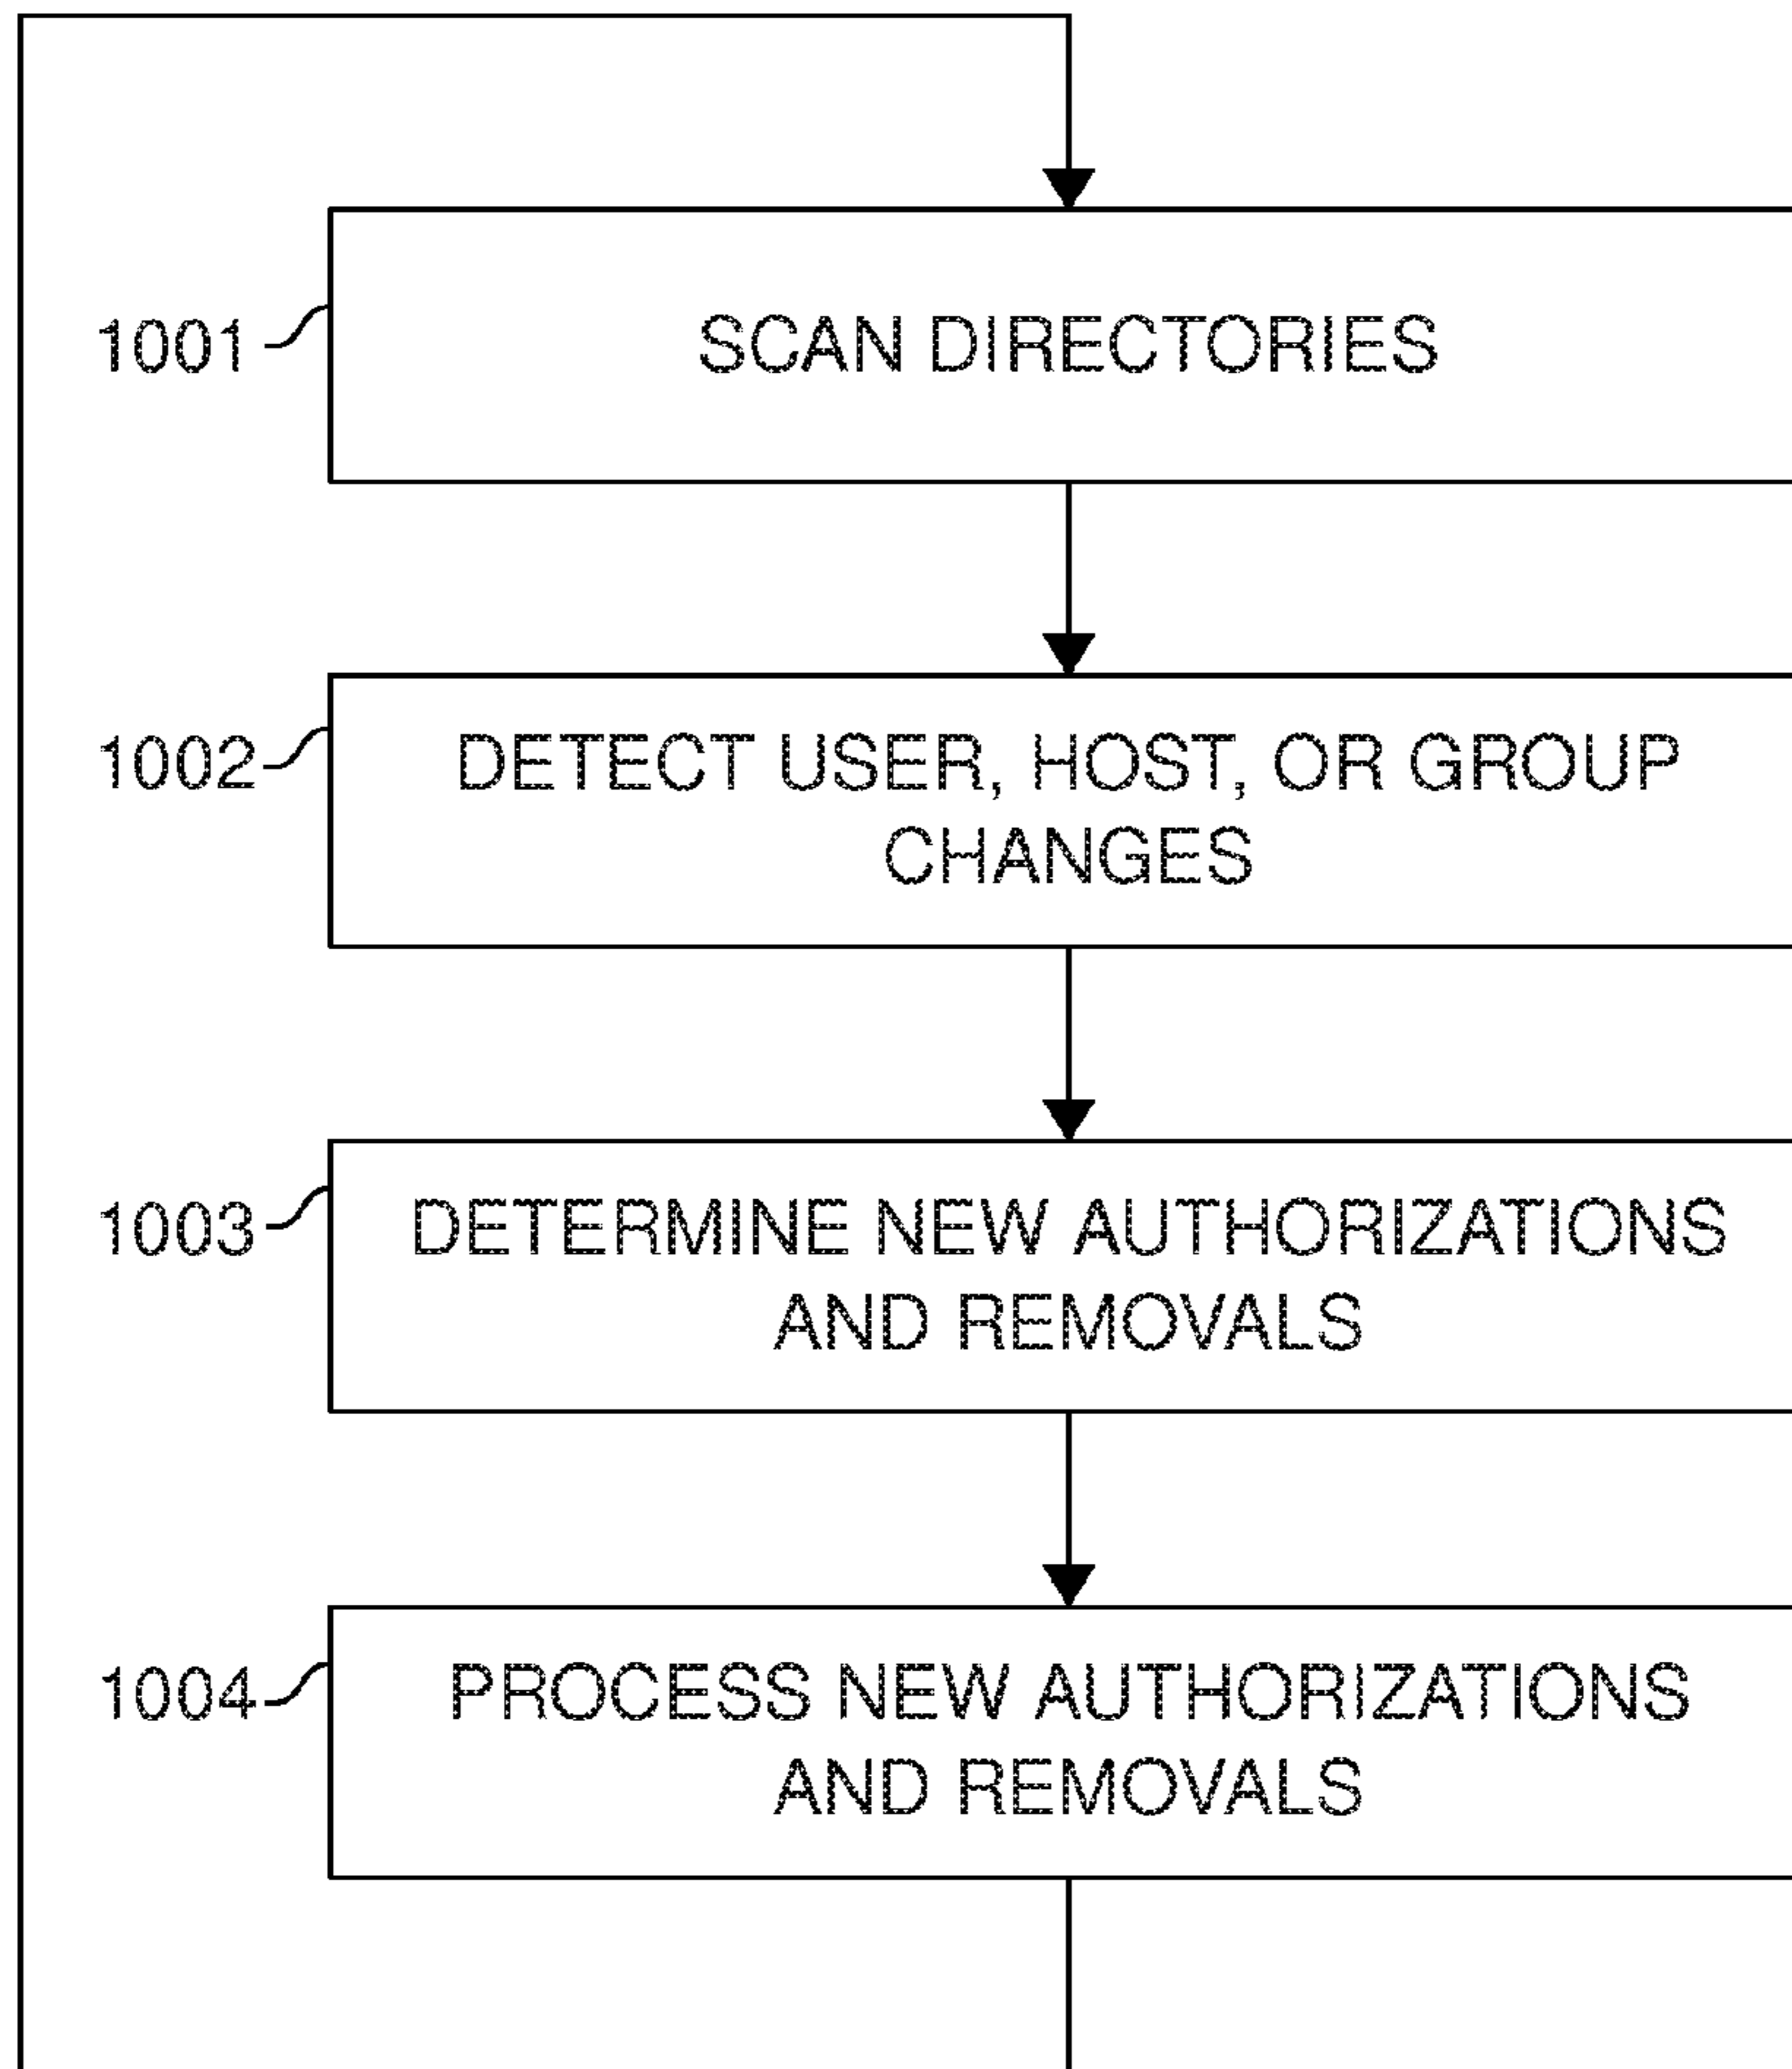 1001
SCAN DIRECTORIES
1002
DETECT USER, HOST, OR GROUP
CHANGES
1003
DETERMINE NEW AUTHORIZATIONS
AND REMOVALS
1004
PROCESS NEW AUTHORIZATIONS
AND REMOVALS